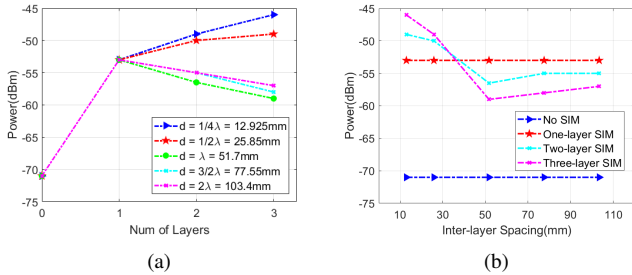 -45
-50
-55
-60
-65
-70
-75
Power(dBm)
d = 1/4λ = 12.925mm
d = 1/2λ = 25.85mm
d = λ = 51.7mm
d = 3/2λ = 77.55mm
d = 2λ = 103.4mm
0 1 2 3
Num of Layers
(a)
-45
-50
-55
-60
-65
-70
-75
Power(dBm)
No SIM
One-layer SIM
Two-layer SIM
Three-layer SIM
10 30 50 70 90 110
Inter-layer Spacing(mm)
(b)